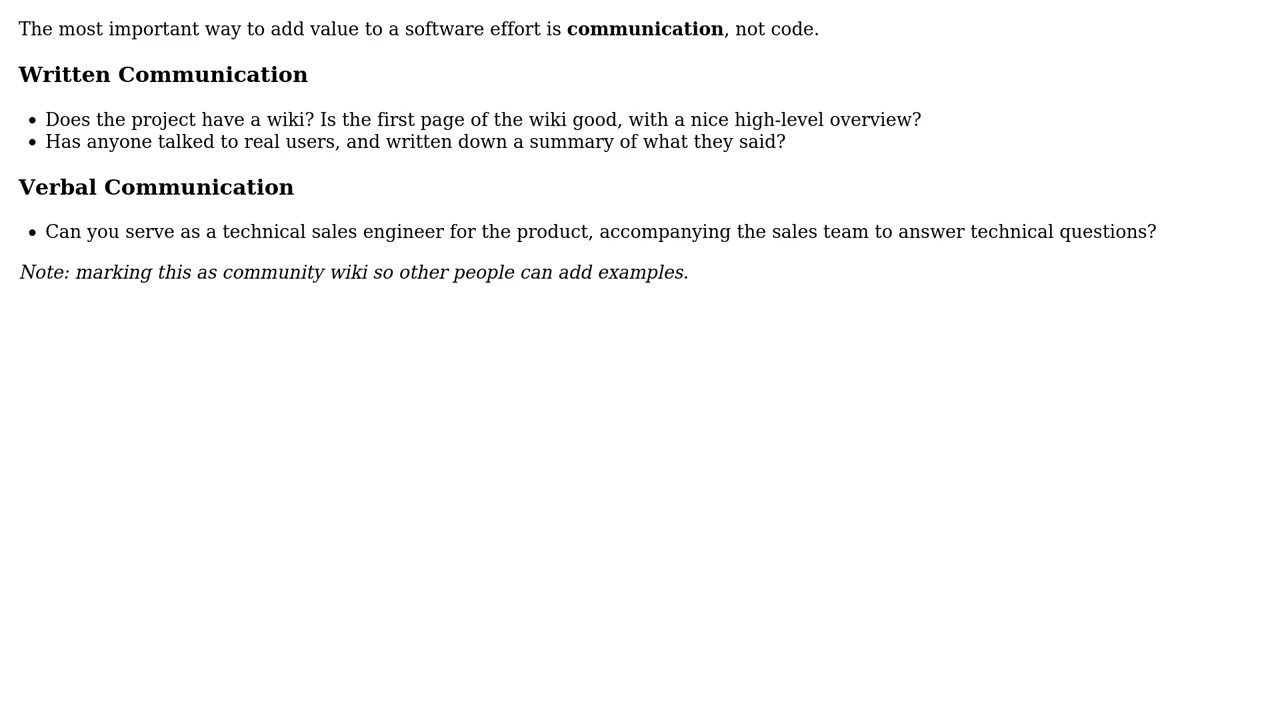 The most important way to add value to a software effort is communication, not code.
Written Communication
• Does the project have a wiki? Is the first page of the wiki good, with a nice high-level overview?
• Has anyone talked to real users, and written down a summary of what they said?
Verbal Communication
• Can you serve as a technical sales engineer for the product, accompanying the sales team to answer technical questions?
Note: marking this as community wiki so other people can add examples.